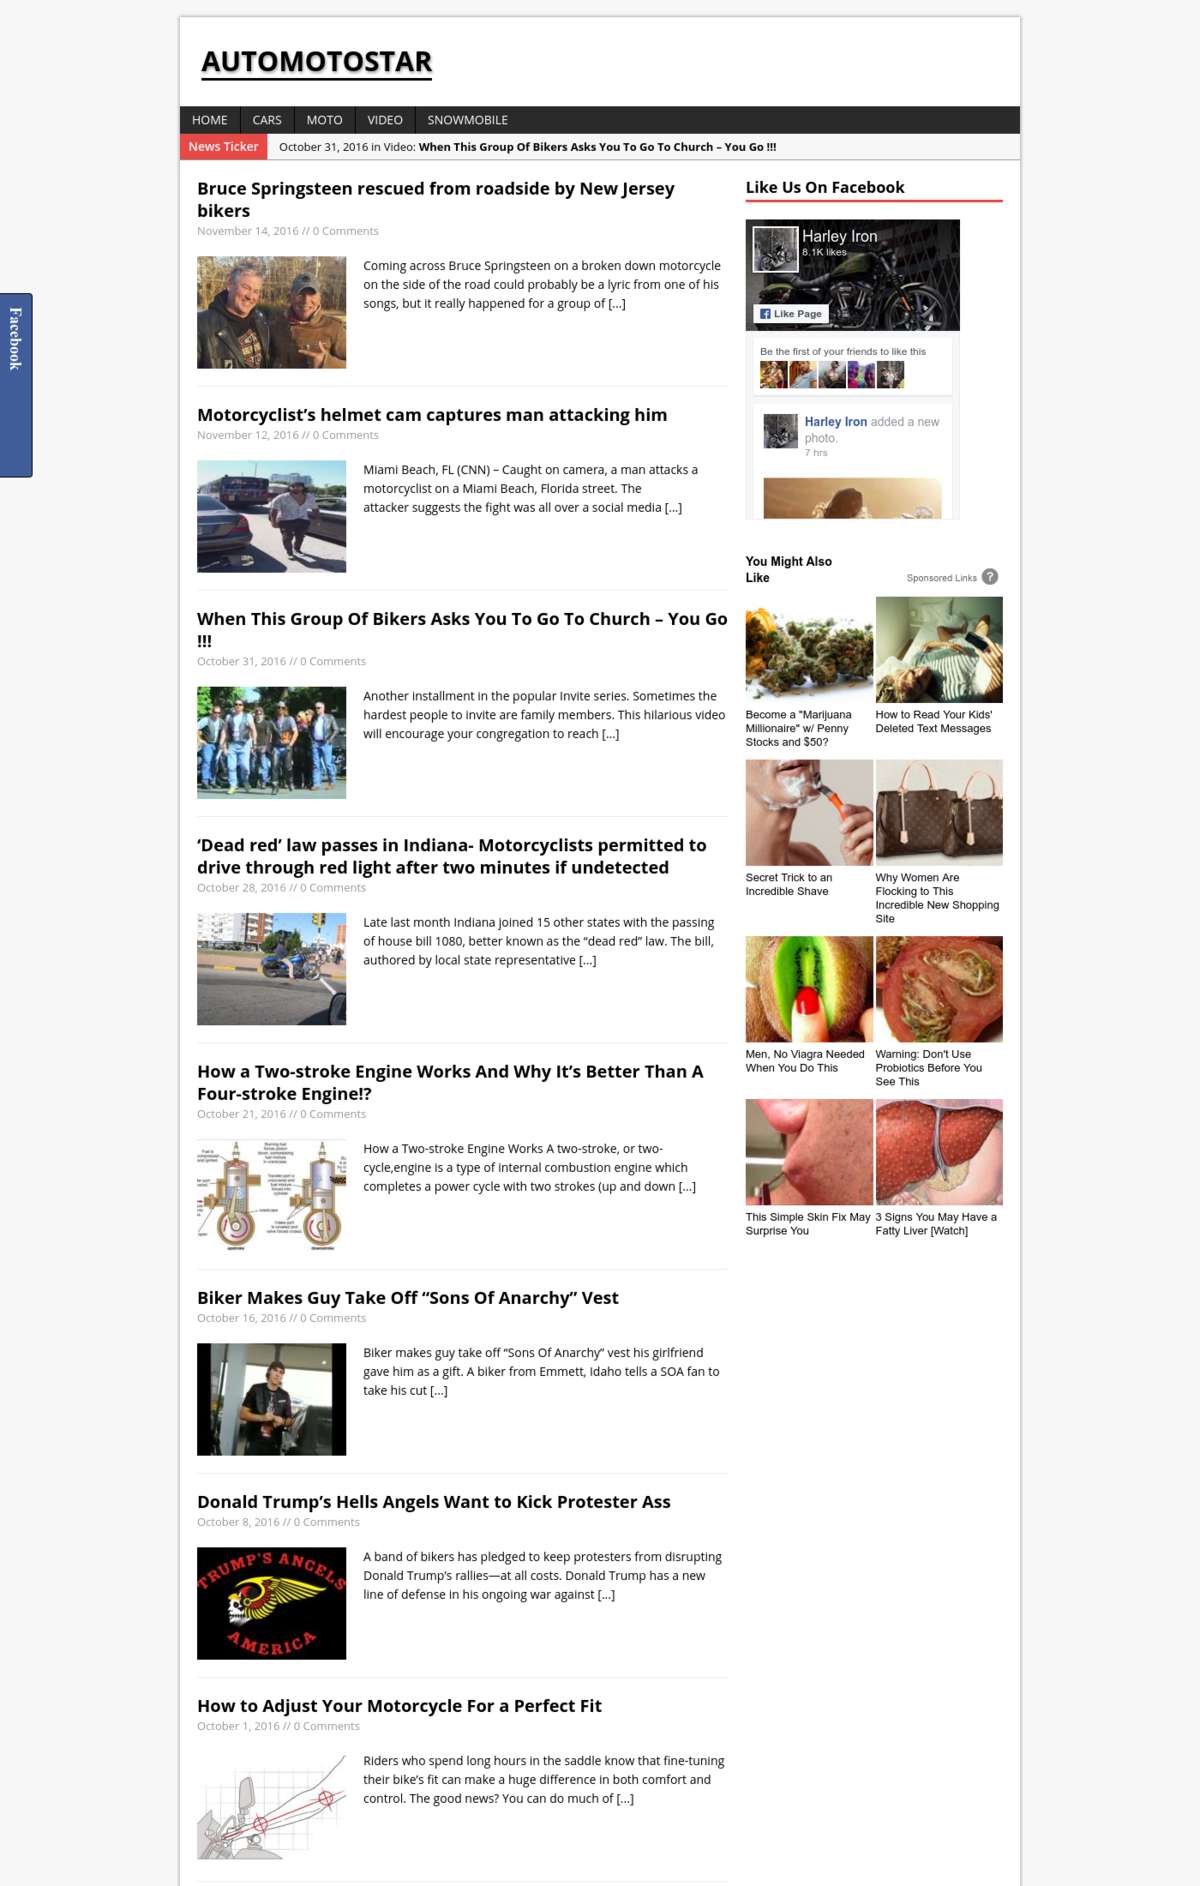 AUTOMOTOSTAR
HOME
CARS
MOTO
VIDEO
SNOWMOBILE
News Ticker
October 31, 2016 in Video: When This Group Of Bikers Asks You To Go To Church – You Go !!!
Facebook
Bruce Springsteen rescued from roadside by New Jersey
bikers
November 14, 2016 // 0 Comments
Coming across Bruce Springsteen on a broken down motorcycle
on the side of the road could probably be a lyric from one of his
songs, but it really happened for a group of [...]
Motorcyclist’s helmet cam captures man attacking him
November 12, 2016 // 0 Comments
Miami Beach, FL (CNN) – Caught on camera, a man attacks a
motorcyclist on a Miami Beach, Florida street. The
attacker suggests the fight was all over a social media [...]
When This Group Of Bikers Asks You To Go To Church – You Go
!!!
October 31, 2016 // 0 Comments
Another installment in the popular Invite series. Sometimes the
hardest people to invite are family members. This hilarious video
will encourage your congregation to reach [...]
‘Dead red’ law passes in Indiana- Motorcyclists permitted to
drive through red light after two minutes if undetected
October 28, 2016 // 0 Comments
Late last month Indiana joined 15 other states with the passing
of house bill 1080, better known as the “dead red” law. The bill,
authored by local state representative [...]
How a Two-stroke Engine Works And Why It’s Better Than A
Four-stroke Engine!?
October 21, 2016 // 0 Comments
How a Two-stroke Engine Works A two-stroke, or two-
cycle,engine is a type of internal combustion engine which
completes a power cycle with two strokes (up and down [...]
upstroke
downstroke
Biker Makes Guy Take Off “Sons Of Anarchy” Vest
October 16, 2016 // 0 Comments
Biker makes guy take off “Sons Of Anarchy” vest his girlfriend
gave him as a gift. A biker from Emmett, Idaho tells a SOA fan to
take his cut [...]
Donald Trump’s Hells Angels Want to Kick Protester Ass
October 8, 2016 // 0 Comments
TRUMP'S ANGELS
AMERICA
A band of bikers has pledged to keep protesters from disrupting
Donald Trump’s rallies—at all costs. Donald Trump has a new
line of defense in his ongoing war against [...]
How to Adjust Your Motorcycle For a Perfect Fit
October 1, 2016 // 0 Comments
Riders who spend long hours in the saddle know that fine-tuning
their bike’s fit can make a huge difference in both comfort and
control. The good news? You can do much of [...]
Like Us On Facebook
Harley Iron
8.1K likes
Like Page
Be the first of your friends to like this
Harley Iron added a new
photo.
7 hrs
You Might Also
Like
Sponsored Links ?
Become a "Marijuana
Millionaire" w/ Penny
Stocks and $50?
How to Read Your Kids'
Deleted Text Messages
Secret Trick to an
Incredible Shave
Why Women Are
Flocking to This
Incredible New Shopping
Site
Men, No Viagra Needed
When You Do This
Warning: Don't Use
Probiotics Before You
See This
This Simple Skin Fix May
Surprise You
3 Signs You May Have a
Fatty Liver [Watch]